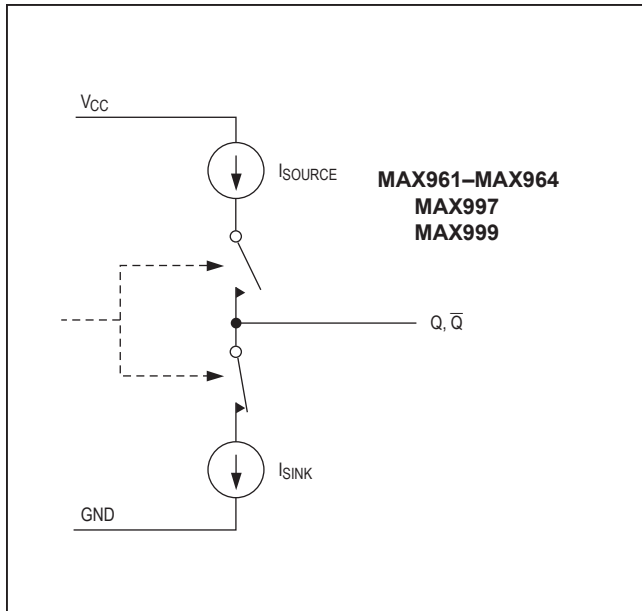 VCC
ISOURCE
MAX961–MAX964
MAX997
MAX999
Q, Q̅
ISINK
GND